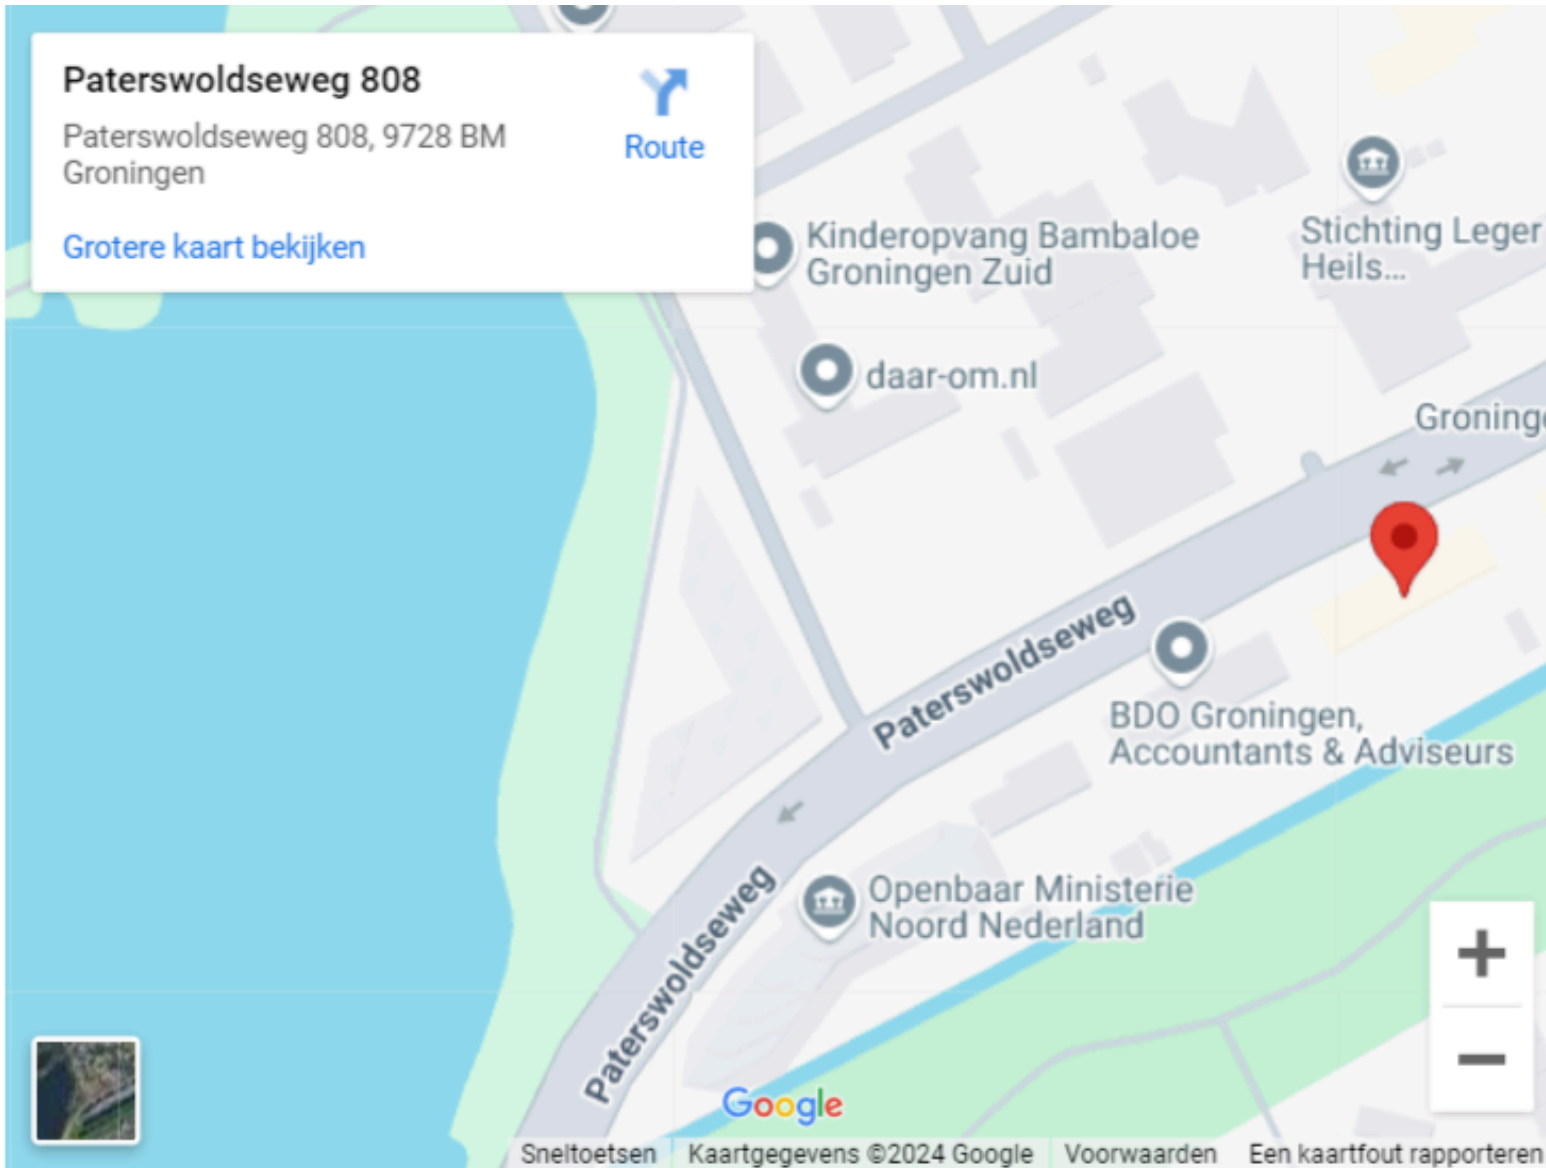 Paterswoldseweg 808
Paterswoldseweg 808, 9728 BM
Groningen
Route
Grotere kaart bekijken
Kinderopvang Bambaloe
Groningen Zuid
Stichting Leger
Heils...
daar-om.nl
Groninge
Paterswoldseweg
BDO Groningen,
Accountants & Adviseurs
Openbaar Ministerie
Noord Nederland
Paterswoldseweg
Google
Sneltoetsen
Kaartgegevens ©2024 Google
Voorwaarden
Een kaartfout rapporteren